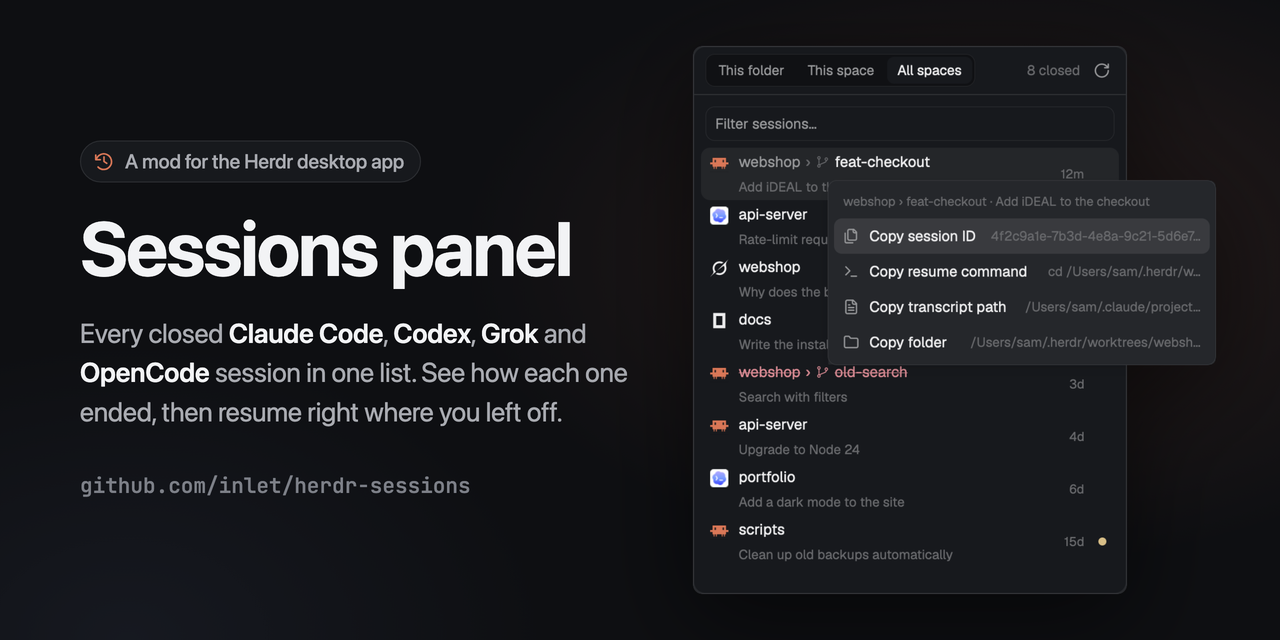 A mod for the Herdr desktop app
Sessions panel
Every closed Claude Code, Codex, Grok and
OpenCode session in one list. See how each one
ended, then resume right where you left off.
github.com/inlet/herdr-sessions
This folder This space All spaces 8 closed
Filter sessions...
webshop › feat-checkout
12m
Add iDEAL to th
webshop › feat-checkout · Add iDEAL to the checkout
Copy session ID 4f2c9a1e-7b3d-4e8a-9c21-5d6e7...
Copy resume command cd /Users/sam/.herdr/w...
Copy transcript path /Users/sam/.claude/project...
Copy folder /Users/sam/.herdr/worktrees/websh...
api-server
Rate-limit requ
webshop
Why does the b
docs
Write the instal
webshop › old-search
3d
Search with filters
api-server
4d
Upgrade to Node 24
portfolio
6d
Add a dark mode to the site
scripts
15d
Clean up old backups automatically